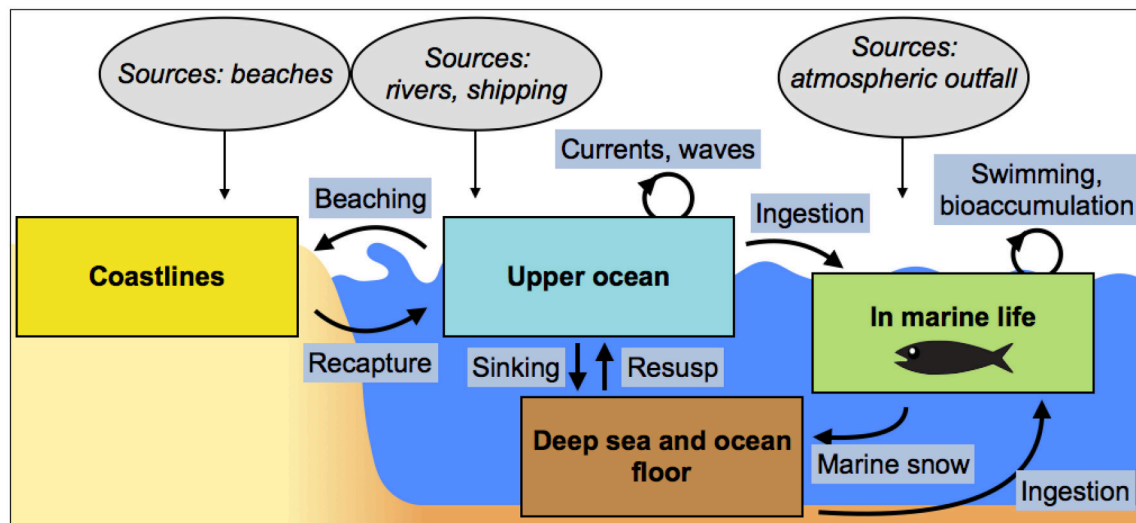 Sources: beaches
Sources:
rivers, shipping
Sources:
atmospheric outfall
Currents, waves
Swimming,
bioaccumulation
Beaching
Ingestion
Coastlines
Upper ocean
In marine life
Recapture
Sinking
Resusp
Deep sea and ocean
floor
Marine snow
Ingestion